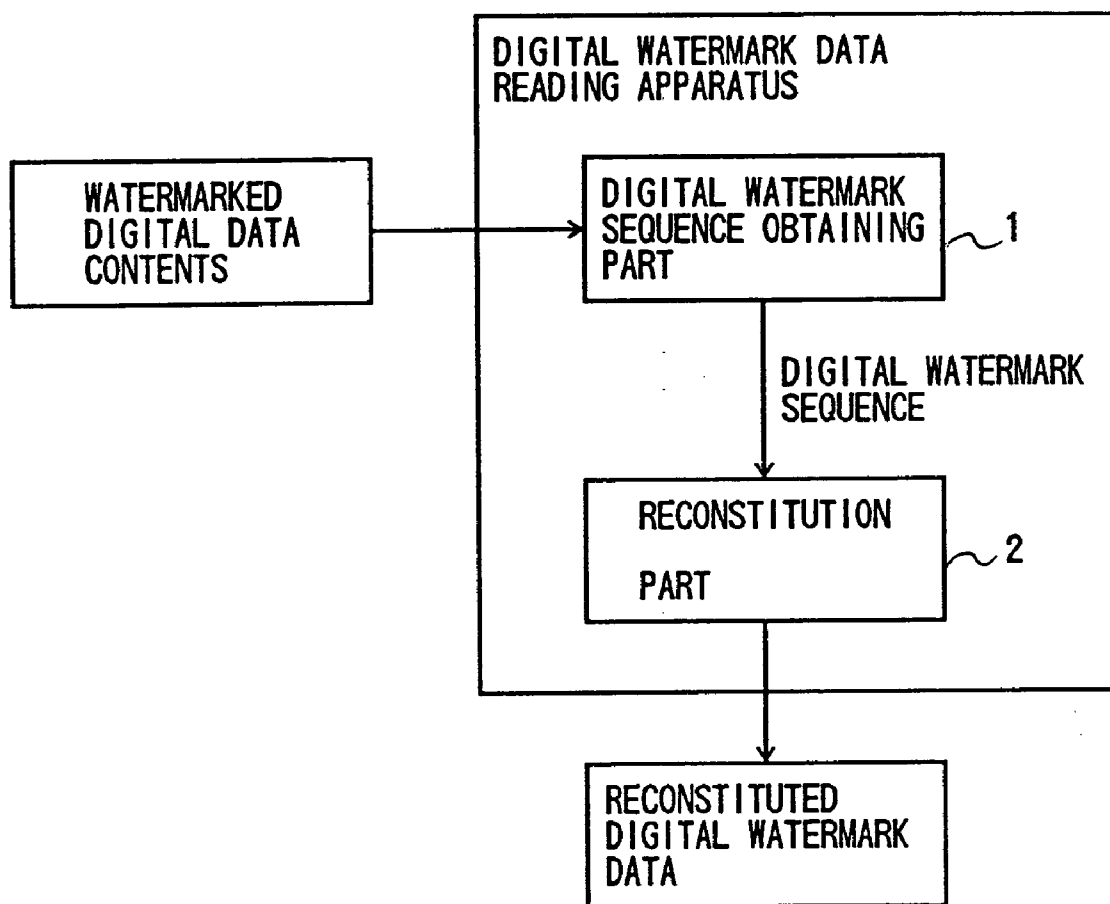 DIGITAL WATERMARK DATA
READING APPARATUS
WATERMARKED
DIGITAL DATA
CONTENTS
DIGITAL WATERMARK
SEQUENCE OBTAINING
PART
1
DIGITAL WATERMARK
SEQUENCE
RECONSTITUTION
PART
2
RECONSTITUTED
DIGITAL WATERMARK
DATA